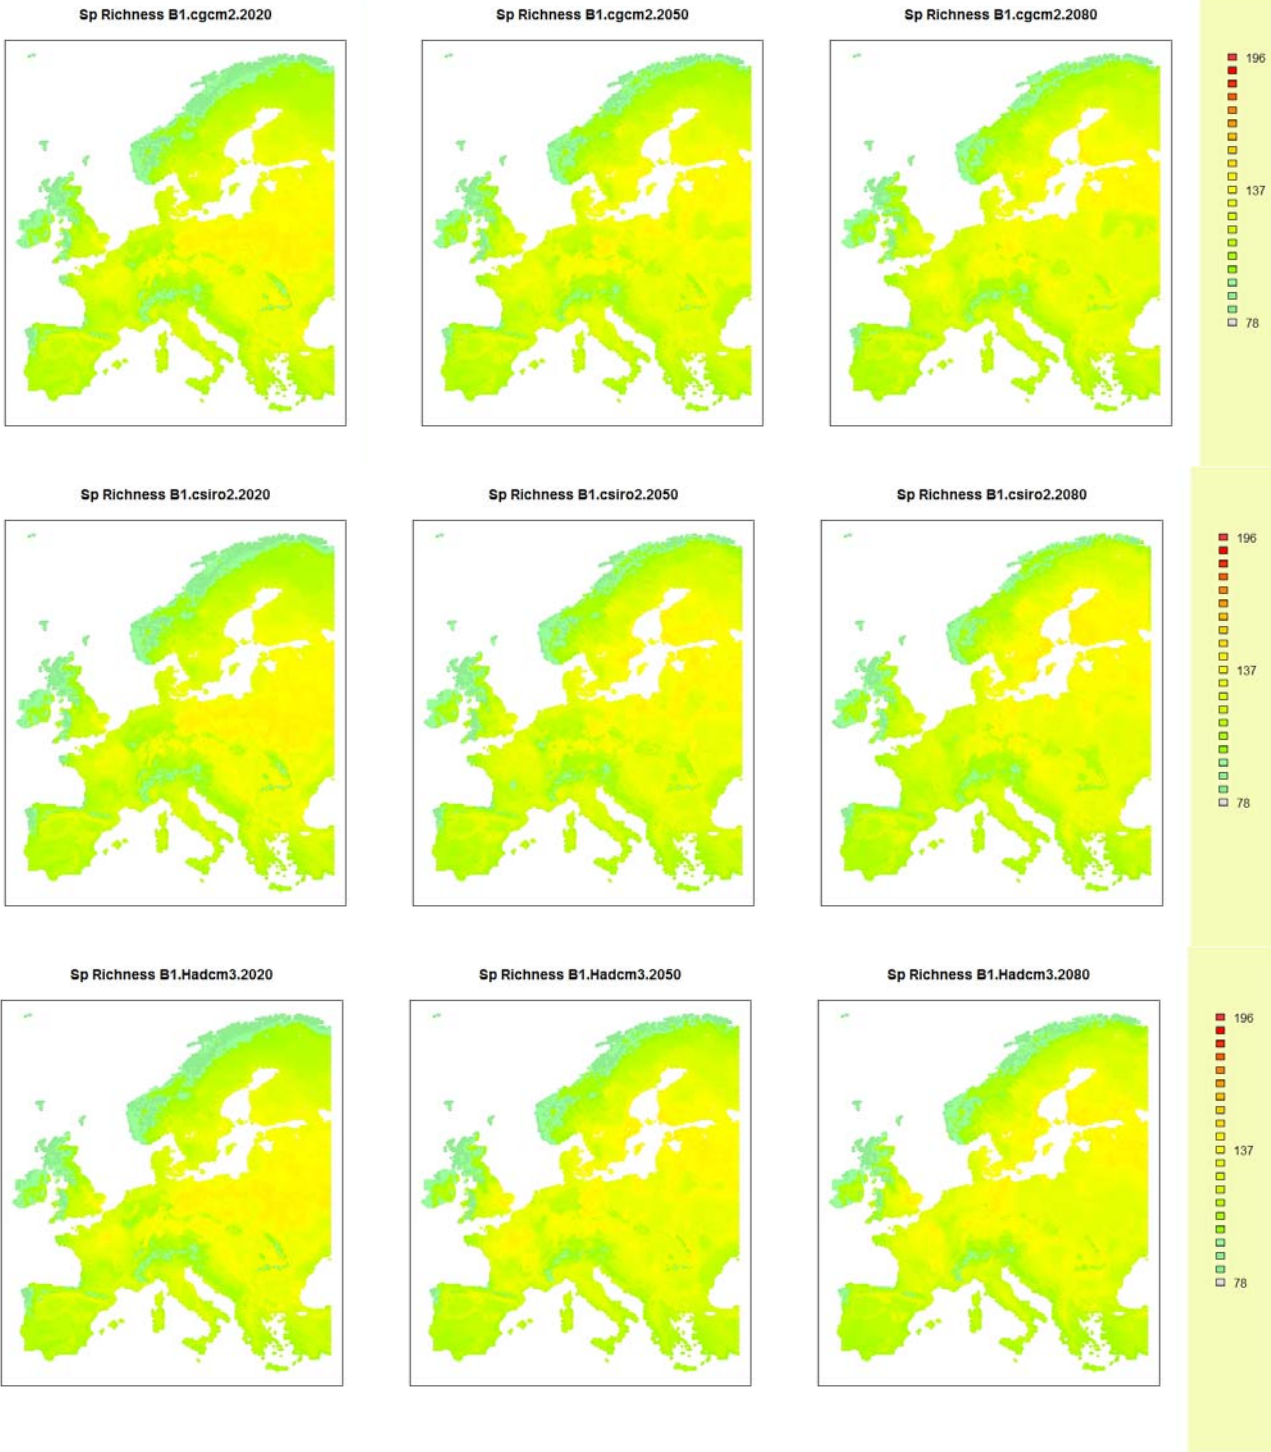 Sp Richness B1.cgcm2.2020
Sp Richness B1.cgcm2.2050
Sp Richness B1.cgcm2.2080
196
137
78
Sp Richness B1.csiro2.2020
Sp Richness B1.csiro2.2050
Sp Richness B1.csiro2.2080
196
137
78
Sp Richness B1.Hadcm3.2020
Sp Richness B1.Hadcm3.2050
Sp Richness B1.Hadcm3.2080
196
137
78